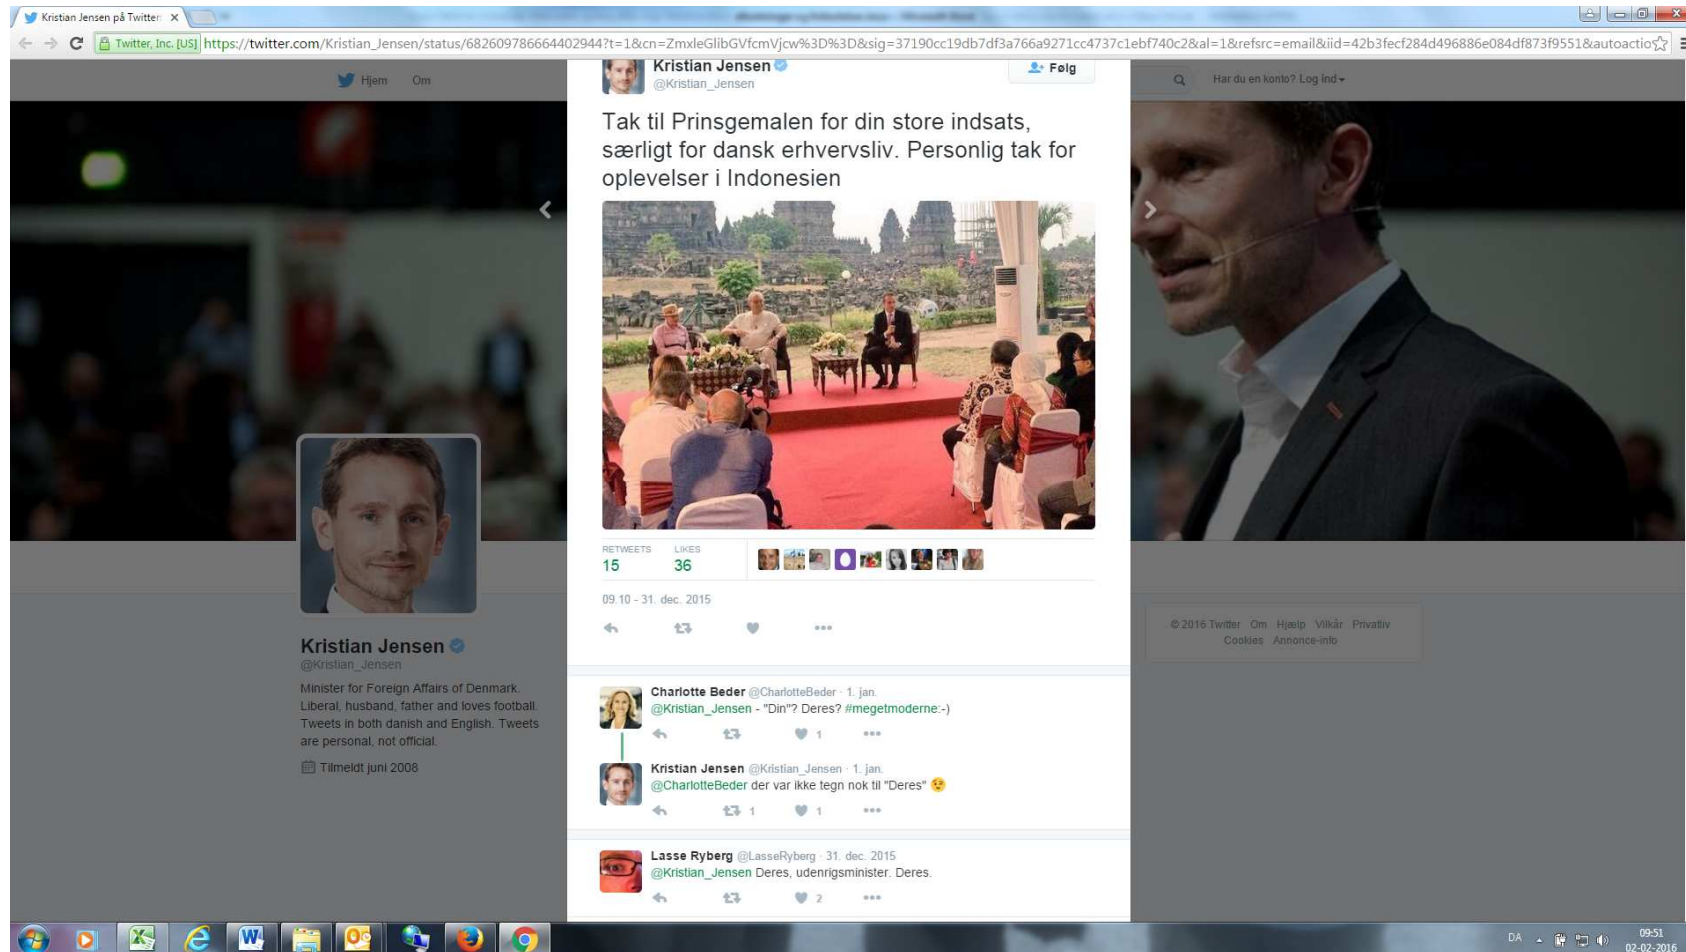 Kristian Jensen på Twitter:
Twitter, Inc. [US] https://twitter.com/Kristian_Jensen/status/682609786664402944?t=1&cn=ZmxleGlibGVfcmVjcw%3D%3D&sig=37190cc19db7df3a766a9271cc4737c1ebf740c2&al=1&refsrc=email&iid=42b3fecf284d496886e084df873f9551&autoactio
Hjem Om
Har du en konto? Log ind
Kristian Jensen
@Kristian_Jensen
Følg
Tak til Prinsgemalen for din store indsats,
særligt for dansk erhvervsliv. Personlig tak for
oplevelser i Indonesien
RETWEETS LIKES
15 36
09.10 - 31. dec. 2015
Kristian Jensen
@Kristian_Jensen
Minister for Foreign Affairs of Denmark.
Liberal, husband, father and loves football.
Tweets in both danish and English. Tweets
are personal, not official.
Tilmeldt juni 2008
© 2016 Twitter Om Hjælp Vilkår Privatliv
Cookies Annonce-info
Charlotte Beder @CharlotteBeder · 1. jan.
@Kristian_Jensen - "Din"? Deres? #megetmoderne:-)
1
Kristian Jensen @Kristian_Jensen · 1. jan.
@CharlotteBeder der var ikke tegn nok til "Deres" 😉
1 1
Lasse Ryberg @LasseRyberg · 31. dec. 2015
@Kristian_Jensen Deres, udenrigsminister. Deres.
2
DA
09:51
02-02-2016